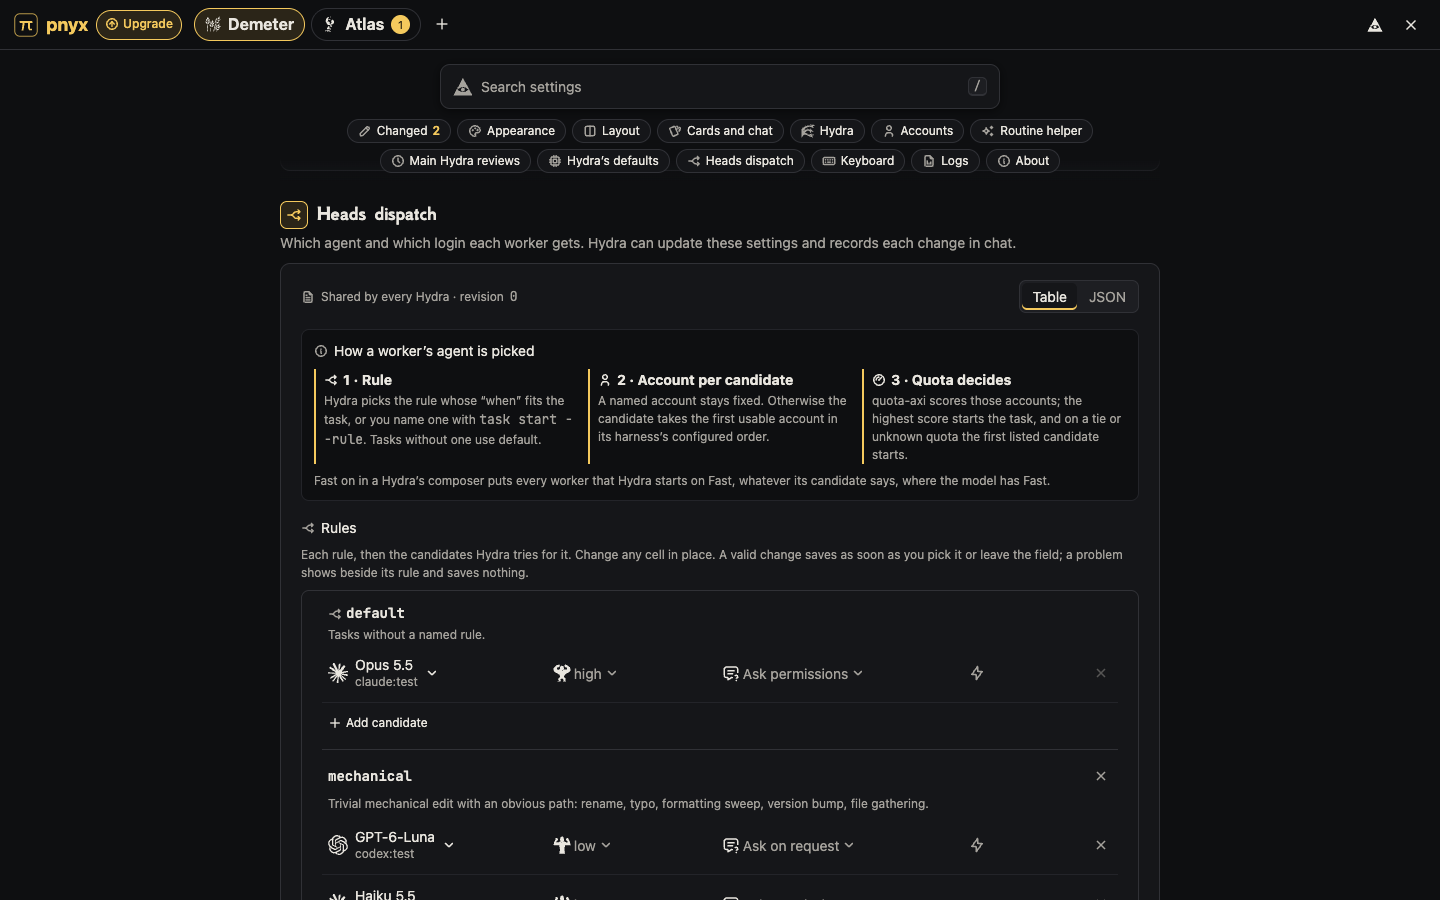 π pnyx Upgrade Demeter Atlas 1
Search settings /
Changed 2 Appearance Layout Cards and chat Hydra Accounts Routine helper
Main Hydra reviews Hydra's defaults Heads dispatch Keyboard Logs About
Heads dispatch
Which agent and which login each worker gets. Hydra can update these settings and records each change in chat.
Shared by every Hydra · revision 0
Table JSON
How a worker's agent is picked
1 · Rule
Hydra picks the rule whose “when” fits the
task, or you name one with task start -
-rule. Tasks without one use default.
2 · Account per candidate
A named account stays fixed. Otherwise the
candidate takes the first usable account in
its harness's configured order.
3 · Quota decides
quota-axi scores those accounts; the
highest score starts the task, and on a tie or
unknown quota the first listed candidate
starts.
Fast on in a Hydra's composer puts every worker that Hydra starts on Fast, whatever its candidate says, where the model has Fast.
Rules
Each rule, then the candidates Hydra tries for it. Change any cell in place. A valid change saves as soon as you pick it or leave the field; a problem
shows beside its rule and saves nothing.
default
Tasks without a named rule.
Opus 5.5
claude:test
high
Ask permissions
Add candidate
mechanical
Trivial mechanical edit with an obvious path: rename, typo, formatting sweep, version bump, file gathering.
GPT-6-Luna
codex:test
low
Ask on request
Haiku 5.5